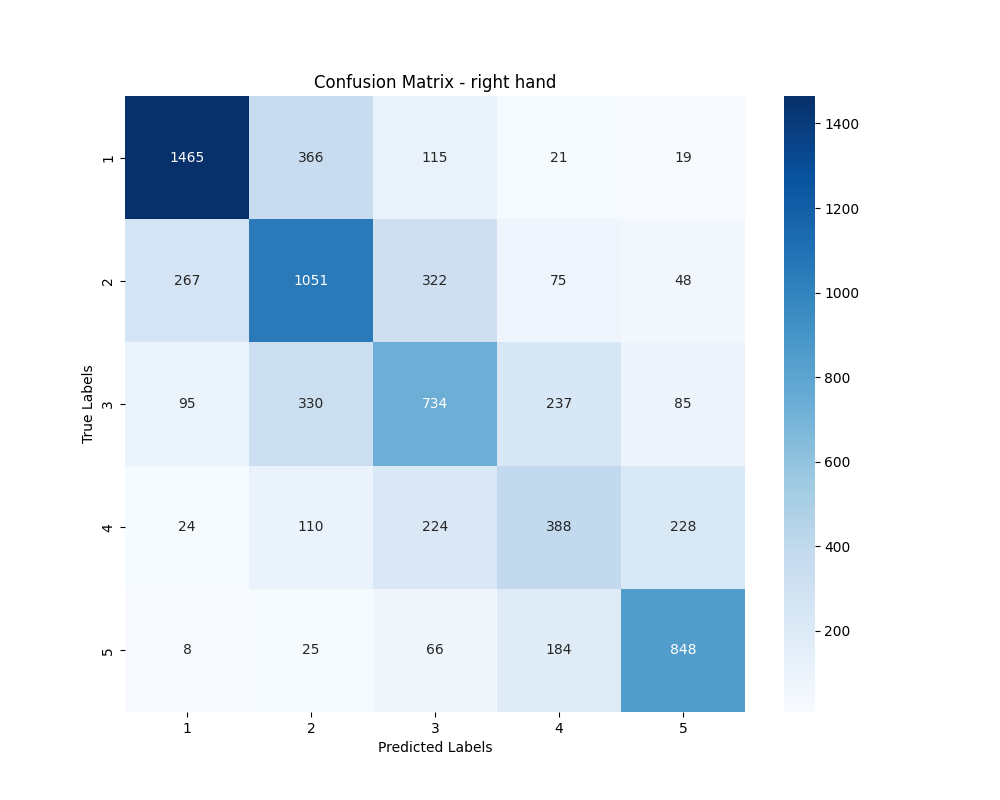 Confusion Matrix - right hand
1 1465 366 115 21 19
2 267 1051 322 75 48
3 95 330 734 237 85
4 24 110 224 388 228
5 8 25 66 184 848
1 2 3 4 5
Predicted Labels
True Labels
1400
1200
1000
800
600
400
200